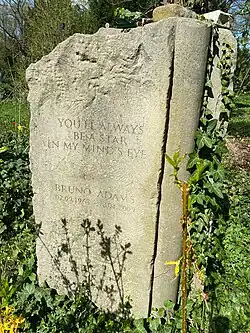 YOU'LL ALWAYS
BE A STAR
IN MY MIND'S EYE
BRUNO ADAMS